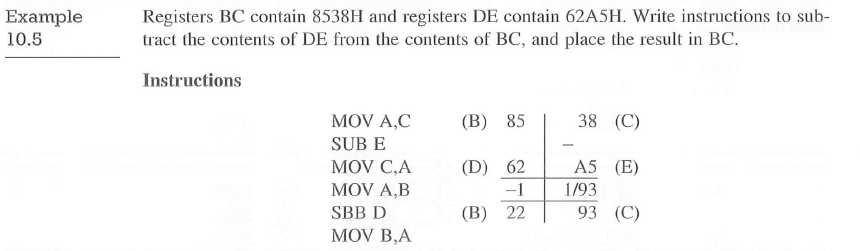 Example 10.5
Registers BC contain 8538H and registers DE contain 62A5H. Write instructions to sub-
tract the contents of DE from the contents of BC, and place the result in BC.
Instructions
MOV A,C (B) 85 38 (C)
SUB E –
MOV C,A (D) 62 A5 (E)
MOV A,B –1 1/93
SBB D (B) 22 93 (C)
MOV B,A